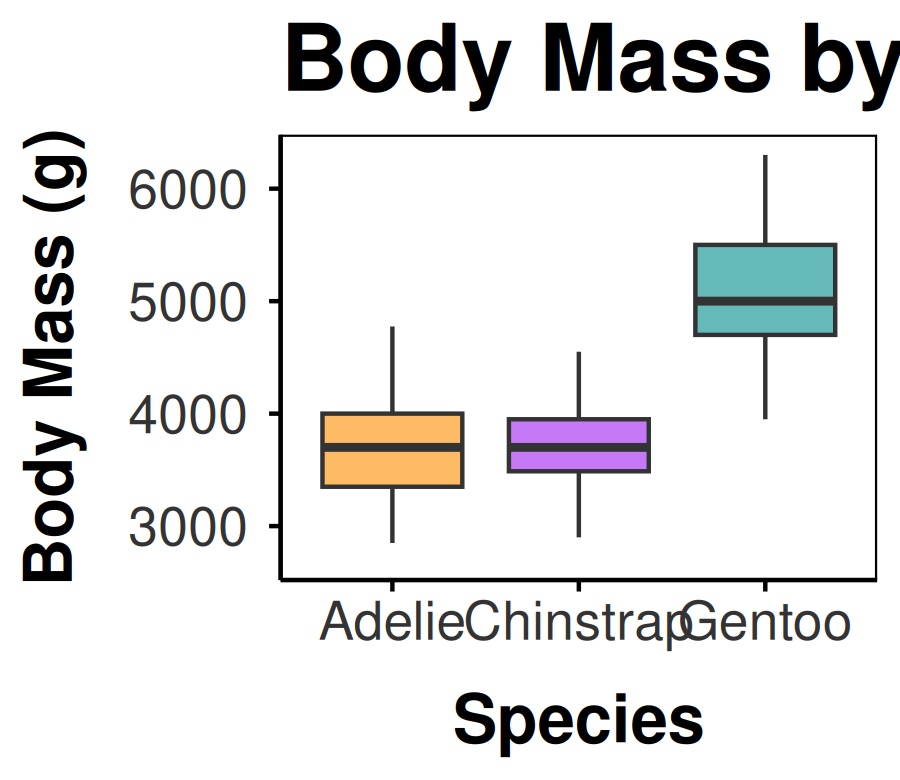 Body Mass by
Body Mass (g)
6000
5000
4000
3000
Adelie Chinstrap Gentoo
Species